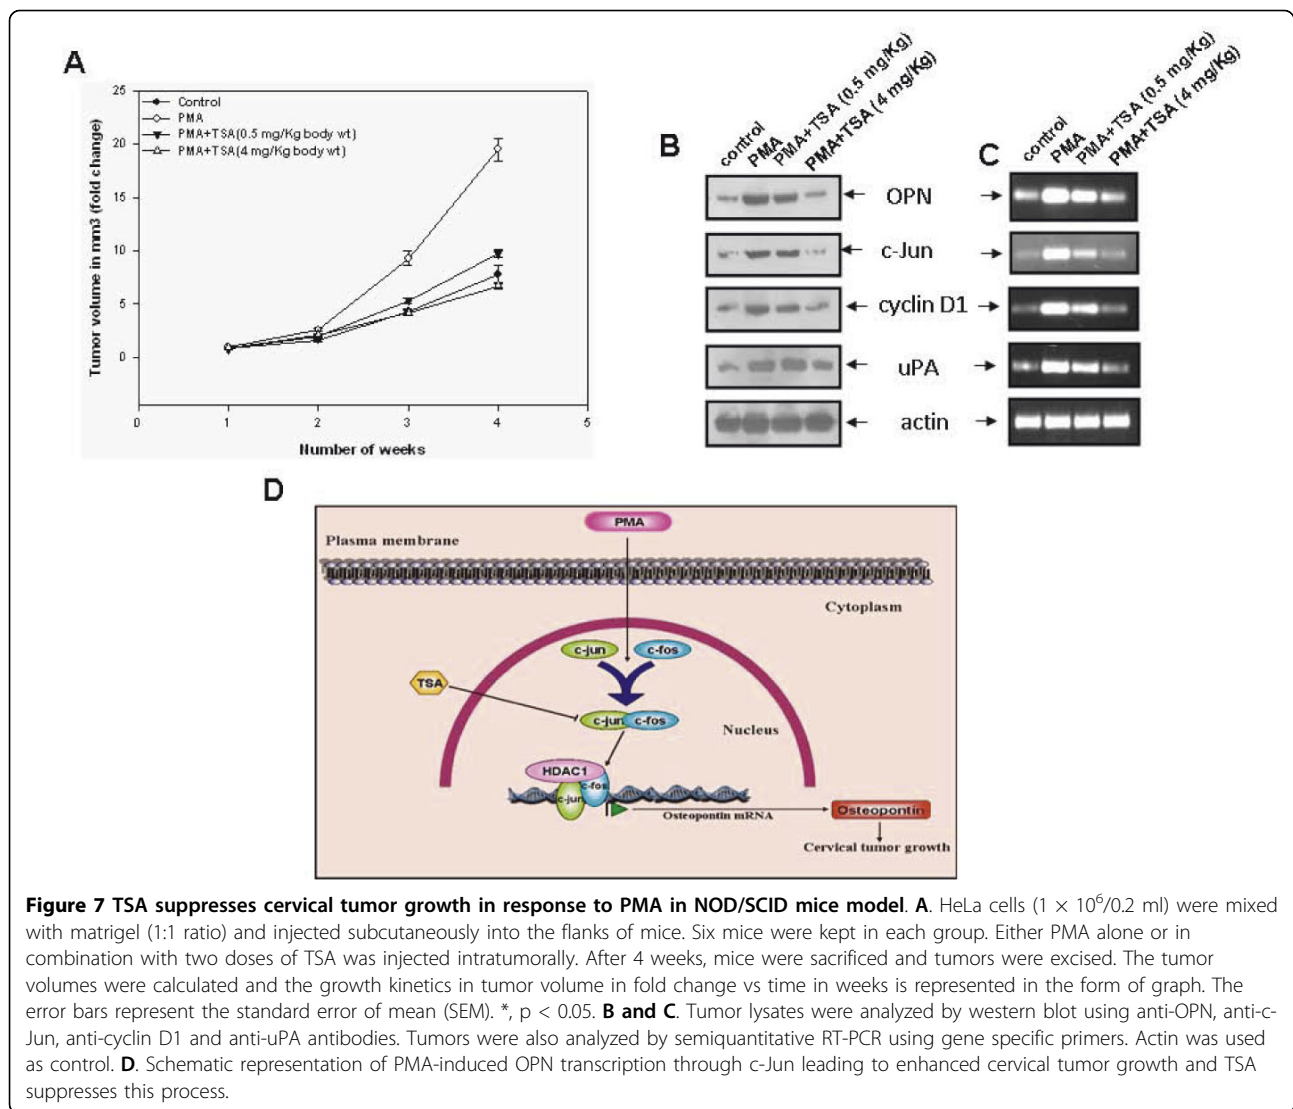 A
Tumor volume in mm3 (fold change)
25
20
15
10
5
0
Control
PMA
PMA+TSA(0.5 mg/Kg body wt)
PMA+TSA(4 mg/Kg body wt)
0 1 2 3 4 5
Number of weeks
B
control
PMA
PMA+TSA (0.5 mg/Kg)
PMA+TSA (4 mg/Kg)
C
control
PMA
PMA+TSA (0.5 mg/Kg)
PMA+TSA (4 mg/Kg)
OPN
c-Jun
cyclin D1
uPA
actin
D
PMA
Plasma membrane
Cytoplasm
c-jun c-fos
TSA
c-jun c-fos
Nucleus
HDAC1
c-fos
c-jun
Osteopontin mRNA
Osteopontin
Cervical tumor growth
Figure 7 TSA suppresses cervical tumor growth in response to PMA in NOD/SCID mice model. A. HeLa cells (1 × 10⁶/0.2 ml) were mixed
with matrigel (1:1 ratio) and injected subcutaneously into the flanks of mice. Six mice were kept in each group. Either PMA alone or in
combination with two doses of TSA was injected intratumorally. After 4 weeks, mice were sacrificed and tumors were excised. The tumor
volumes were calculated and the growth kinetics in tumor volume in fold change vs time in weeks is represented in the form of graph. The
error bars represent the standard error of mean (SEM). *, p < 0.05. B and C. Tumor lysates were analyzed by western blot using anti-OPN, anti-c-
Jun, anti-cyclin D1 and anti-uPA antibodies. Tumors were also analyzed by semiquantitative RT-PCR using gene specific primers. Actin was used
as control. D. Schematic representation of PMA-induced OPN transcription through c-Jun leading to enhanced cervical tumor growth and TSA
suppresses this process.